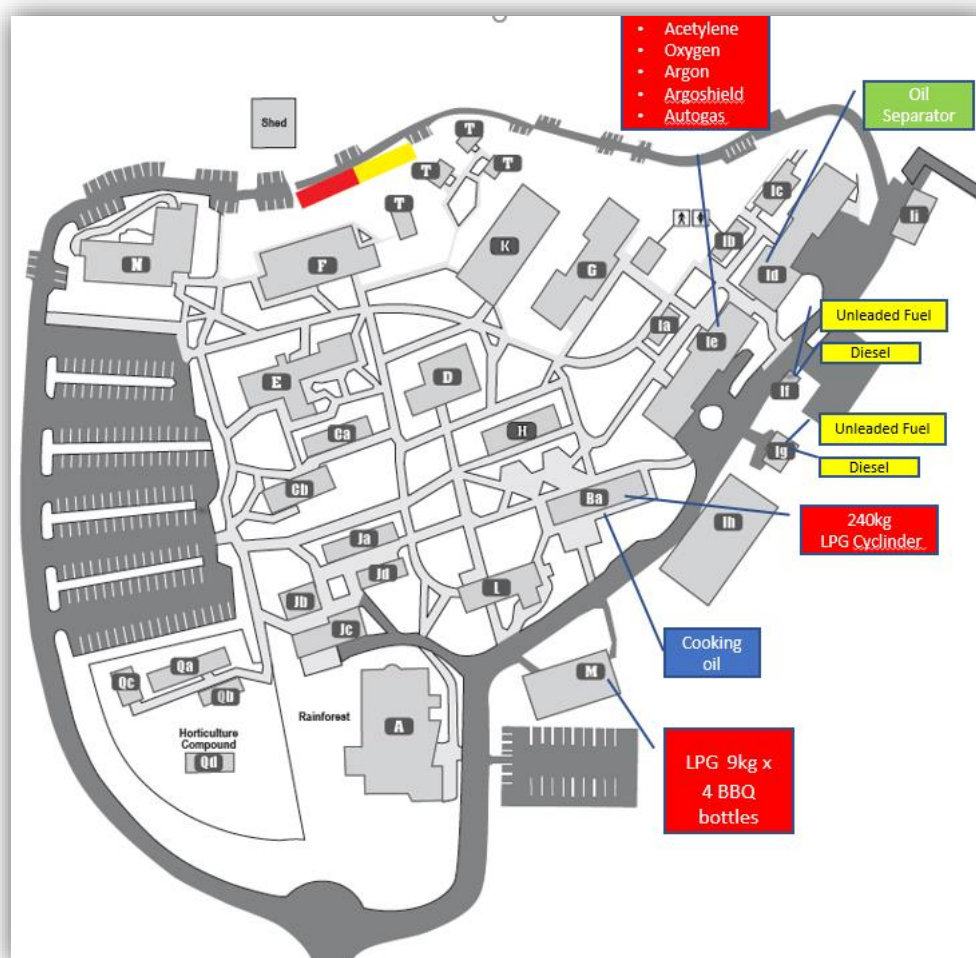 • Acetylene
• Oxygen
• Argon
• Argoshield
• Autogas
Oil
Separator
Shed
T
T
T
T
Ic
Ii
N
F
K
G
Ib
Id
Ia
Ie
Unleaded Fuel
Diesel
If
E
D
Ca
H
Unleaded Fuel
Ig
Diesel
Cb
Ba
Ih
240kg
LPG Cyclinder
Ja
Jd
Jb
L
Jc
Cooking
oil
Qa
Qc
Qb
M
Rainforest
A
Horticulture
Compound
Qd
LPG 9kg x
4 BBQ
bottles